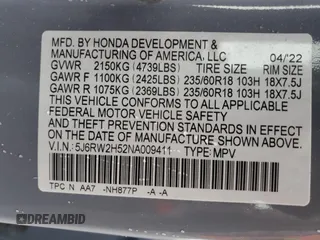 MFD. BY HONDA DEVELOPMENT &
MANUFACTURING OF AMERICA, LLC 04/22
GVWR 2150KG (4739LBS) TIRE SIZE RIM SIZE
GAWR F 1100KG (2425LBS) 235/60R18 103H 18X7.5J
GAWR R 1075KG (2369LBS) 235/60R18 103H 18X7.5J
THIS VEHICLE CONFORMS TO ALL APPLICABLE
FEDERAL MOTOR VEHICLE SAFETY AND
THEFT PREVENTION STANDARDS IN EFFECT ON
THE DATE OF MANUFACTURE SHOWN ABOVE.
V.I.N.: 5J6RW2H52NA009411 TYPE: MPV
TPC N AA7 -NH877P -A -A
DREAMBID